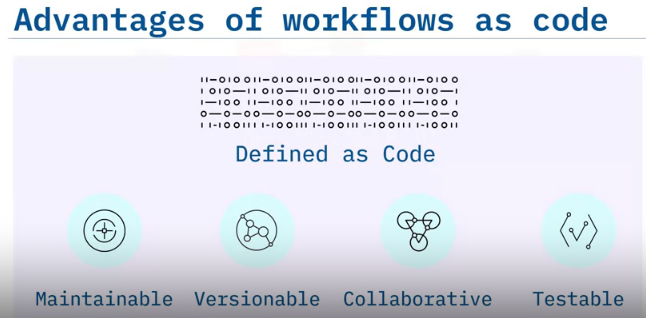 Advantages of workflows as code
Defined as Code
Maintainable Versionable Collaborative Testable